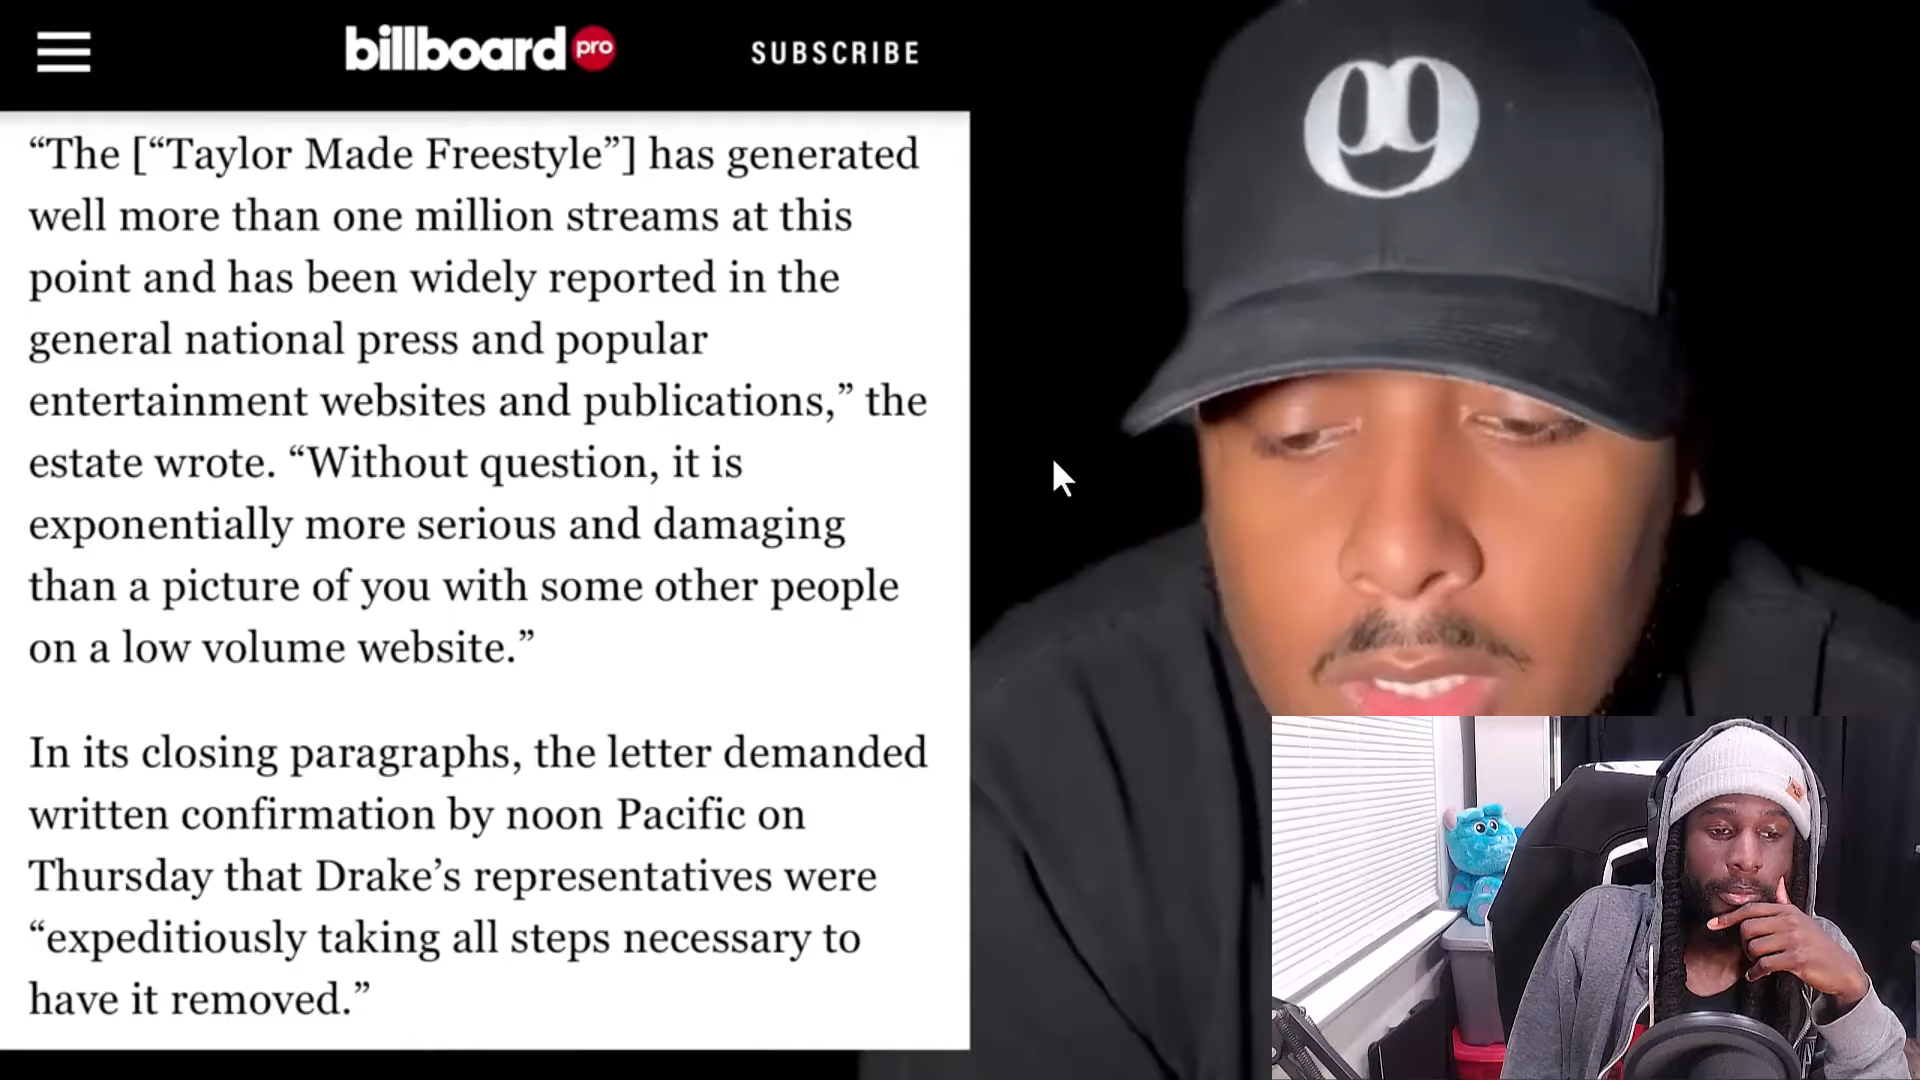 billboard pro
SUBSCRIBE
“The [“Taylor Made Freestyle”] has generated
well more than one million streams at this
point and has been widely reported in the
general national press and popular
entertainment websites and publications,” the
estate wrote. “Without question, it is
exponentially more serious and damaging
than a picture of you with some other people
on a low volume website.”
In its closing paragraphs, the letter demanded
written confirmation by noon Pacific on
Thursday that Drake’s representatives were
“expeditiously taking all steps necessary to
have it removed.”